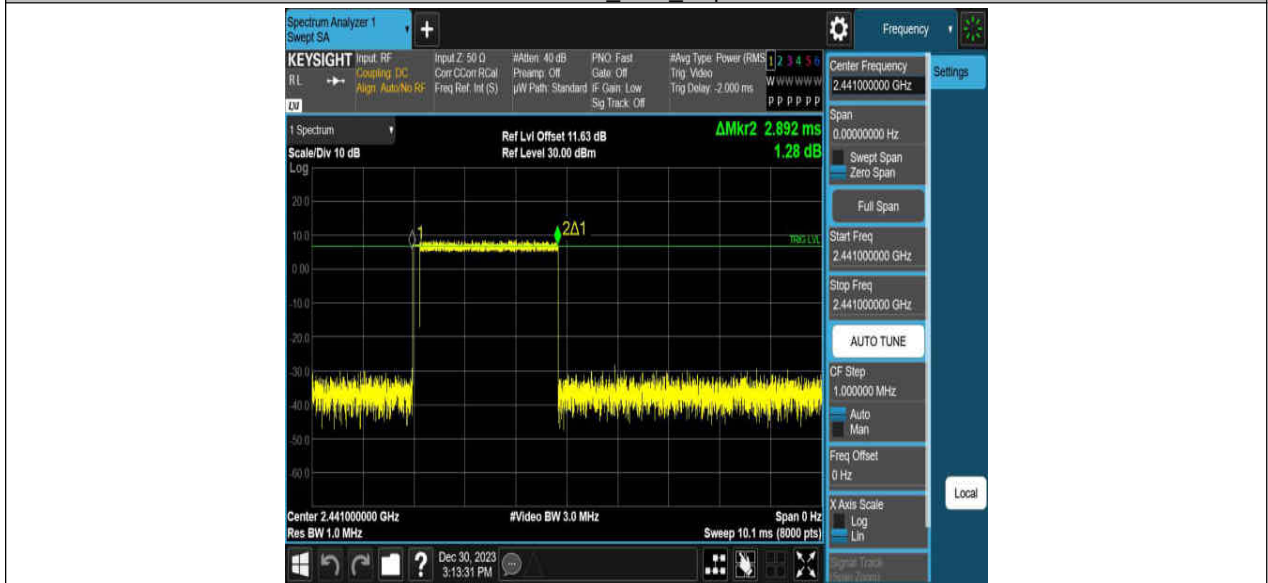 Spectrum Analyzer 1
Swept SA
+
Frequency
KEYSIGHT
RL
LXI
Input: RF
Coupling: DC
Align: Auto/No RF
Input Z: 50 Ω
Corr CCorr RCal
Freq Ref: Int (S)
#Atten: 40 dB
Preamp: Off
µW Path: Standard
PNO: Fast
Gate: Off
IF Gain: Low
Sig Track: Off
#Avg Type: Power (RMS
Trig: Video
Trig Delay: -2.000 ms
1 2 3 4 5 6
W W W W W W
P P P P P P
Center Frequency
2.441000000 GHz
Settings
1 Spectrum
Scale/Div 10 dB
Ref Lvl Offset 11.63 dB
Ref Level 30.00 dBm
ΔMkr2 2.892 ms
1.28 dB
Log
20.0
10.0
0.00
-10.0
-20.0
-30.0
-40.0
-50.0
-60.0
1
2Δ1
TRIG LVL
Span
0.00000000 Hz
Swept Span
Zero Span
Full Span
Start Freq
2.441000000 GHz
Stop Freq
2.441000000 GHz
AUTO TUNE
CF Step
1.000000 MHz
Auto
Man
Freq Offset
0 Hz
X Axis Scale
Log
Lin
Signal Track
(Span Zoom)
Local
Center 2.441000000 GHz
#Video BW 3.0 MHz
Span 0 Hz
Res BW 1.0 MHz
Sweep 10.1 ms (8000 pts)
?
Dec 30, 2023
3:13:31 PM